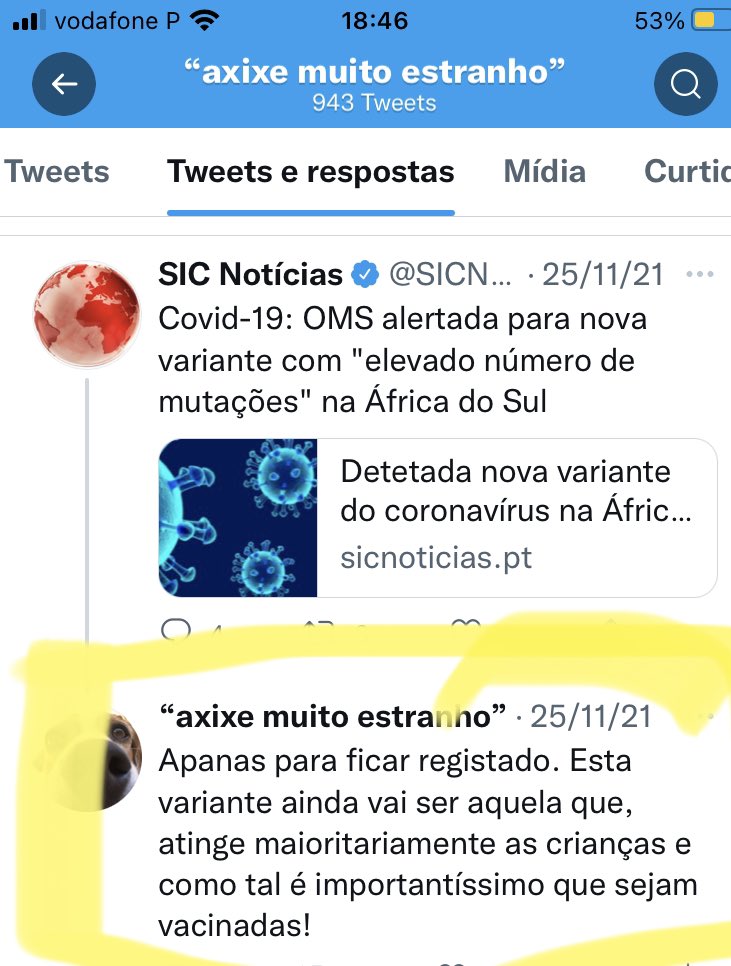 vodafone P 18:46 53%
“axixe muito estranho”
943 Tweets
Tweets Tweets e respostas Mídia
SIC Notícias @SICN... · 25/11/21
Covid-19: OMS alertada para nova
variante com "elevado número de
mutações" na África do Sul
Detetada nova variante
do coronavírus na Áfric...
sicnoticias.pt
“axixe muito estranho” · 25/11/21
Apanas para ficar registado. Esta
variante ainda vai ser aquela que,
atinge maioritariamente as crianças e
como tal é importantíssimo que sejam
vacinadas!